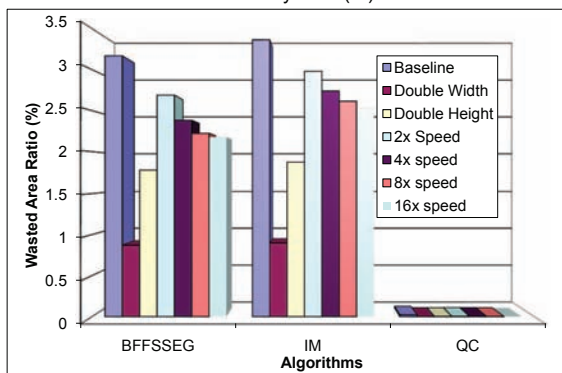 3.5
3
2.5
2
1.5
1
0.5
0
Wasted Area Ratio (%)
Baseline
Double Width
Double Height
2x Speed
4x speed
8x speed
16x speed
BFFSSEG
IM
QC
Algorithms